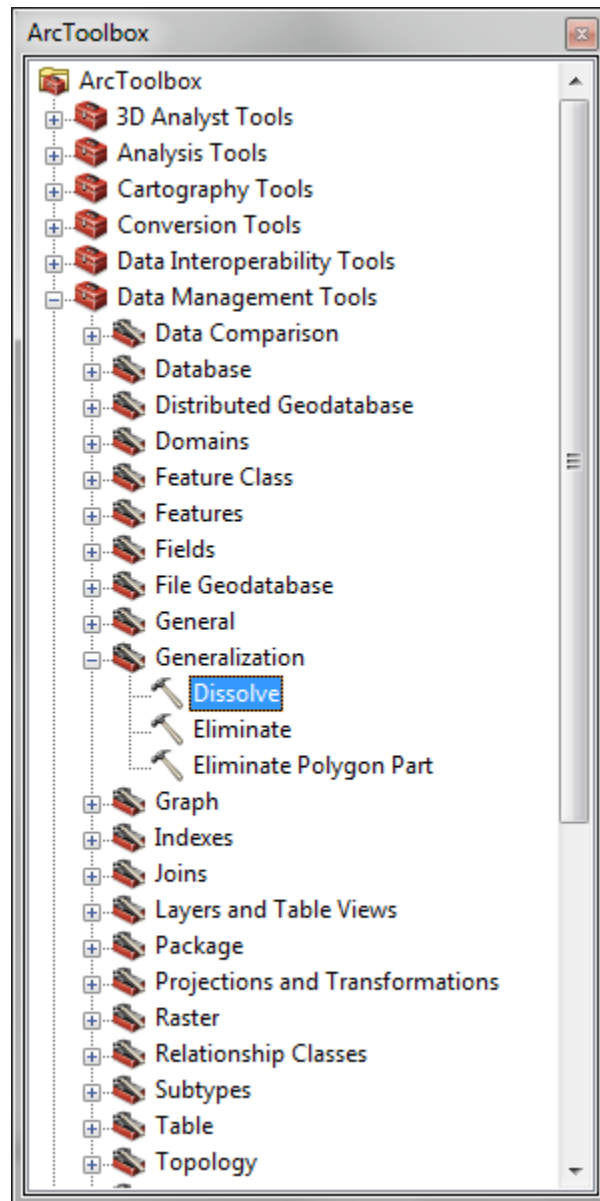 ArcToolbox
ArcToolbox
3D Analyst Tools
Analysis Tools
Cartography Tools
Conversion Tools
Data Interoperability Tools
Data Management Tools
Data Comparison
Database
Distributed Geodatabase
Domains
Feature Class
Features
Fields
File Geodatabase
General
Generalization
Dissolve
Eliminate
Eliminate Polygon Part
Graph
Indexes
Joins
Layers and Table Views
Package
Projections and Transformations
Raster
Relationship Classes
Subtypes
Table
Topology